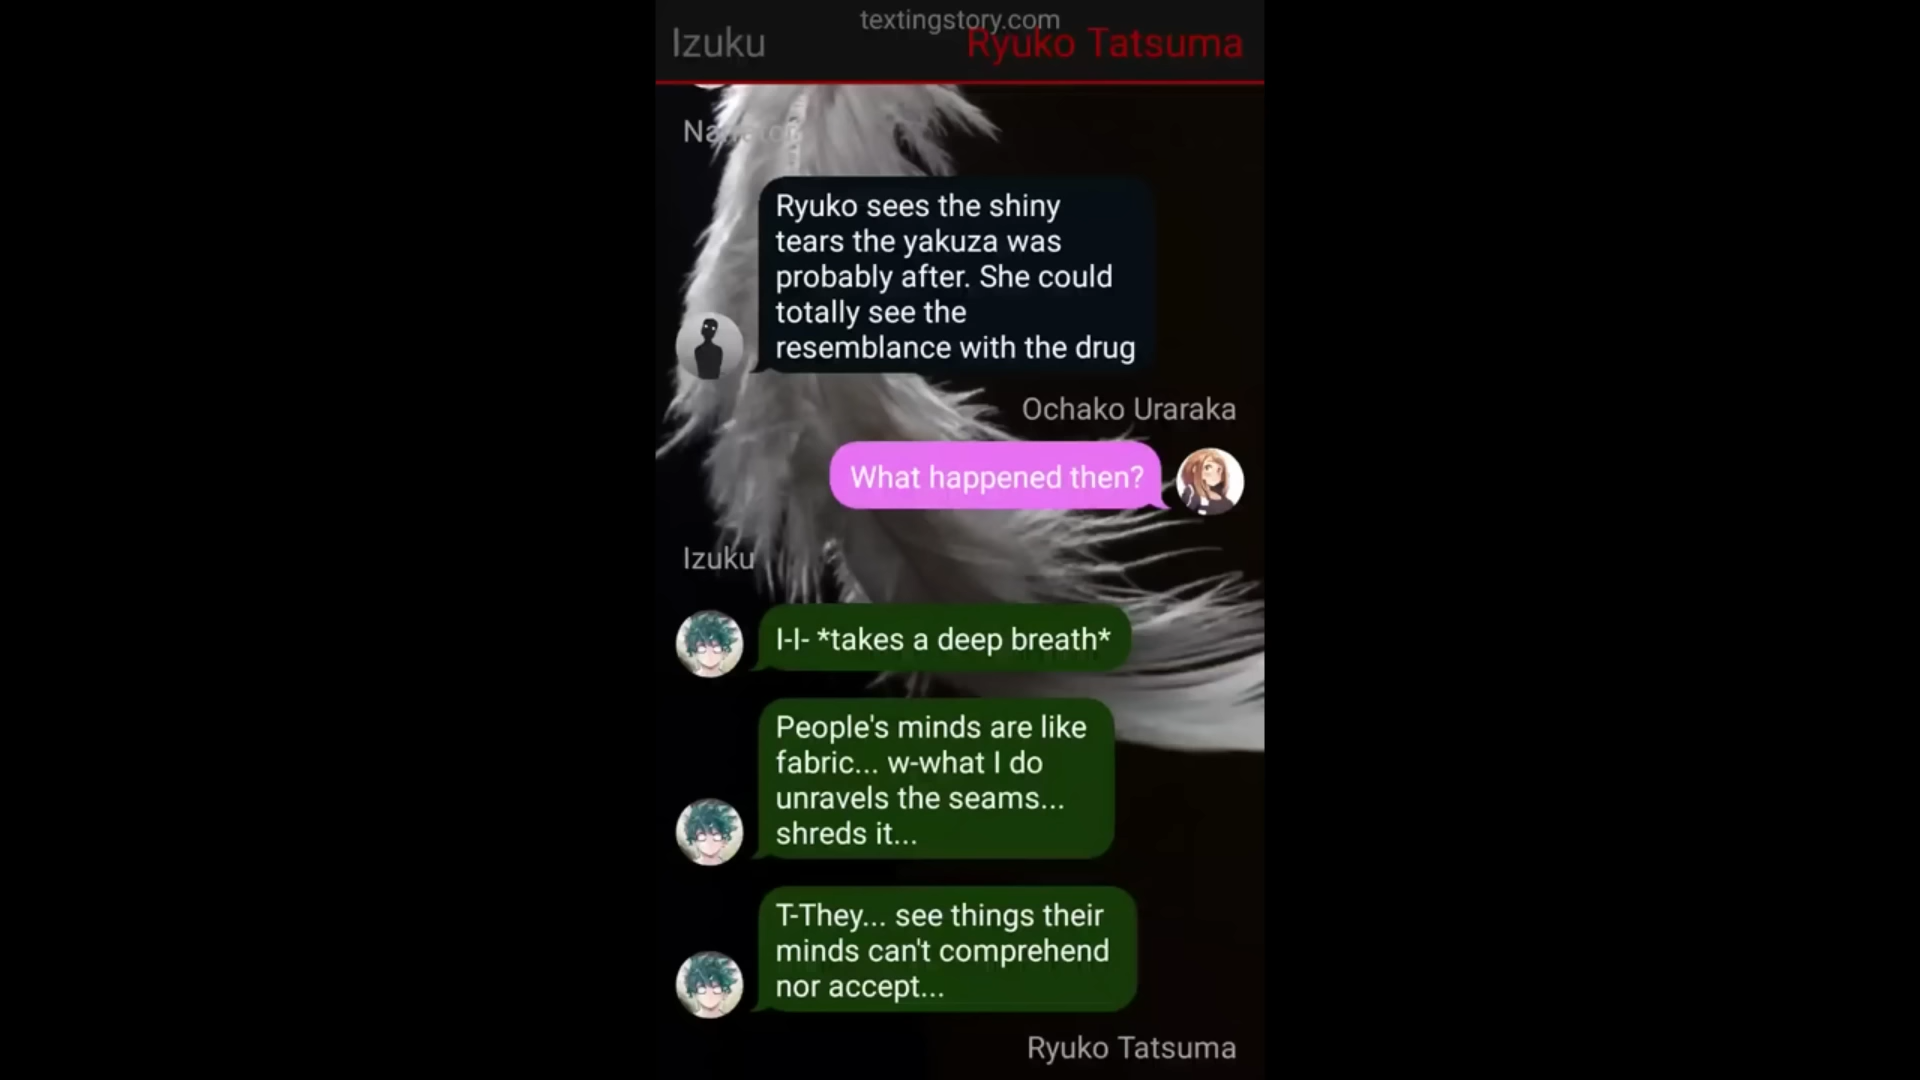 textingstory.com
Izuku
Ryuko Tatsuma
Narrator
Ryuko sees the shiny
tears the yakuza was
probably after. She could
totally see the
resemblance with the drug
Ochako Uraraka
What happened then?
Izuku
I-I- *takes a deep breath*
People's minds are like
fabric... w-what I do
unravels the seams...
shreds it...
T-They... see things their
minds can't comprehend
nor accept...
Ryuko Tatsuma